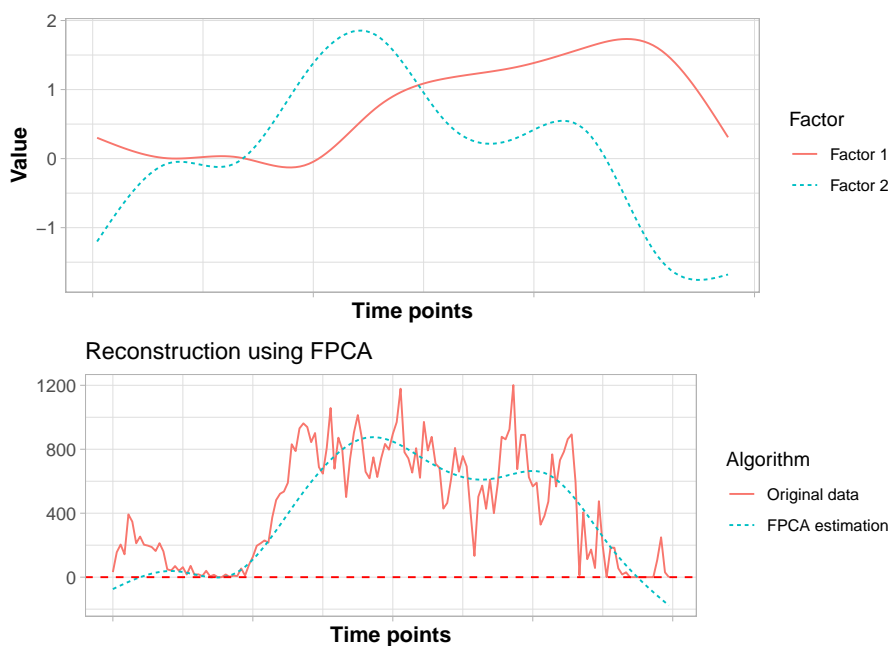 2
1
0
−1
Value
Time points
Factor
Factor 1
Factor 2
Reconstruction using FPCA
1200
800
400
0
Time points
Algorithm
Original data
FPCA estimation